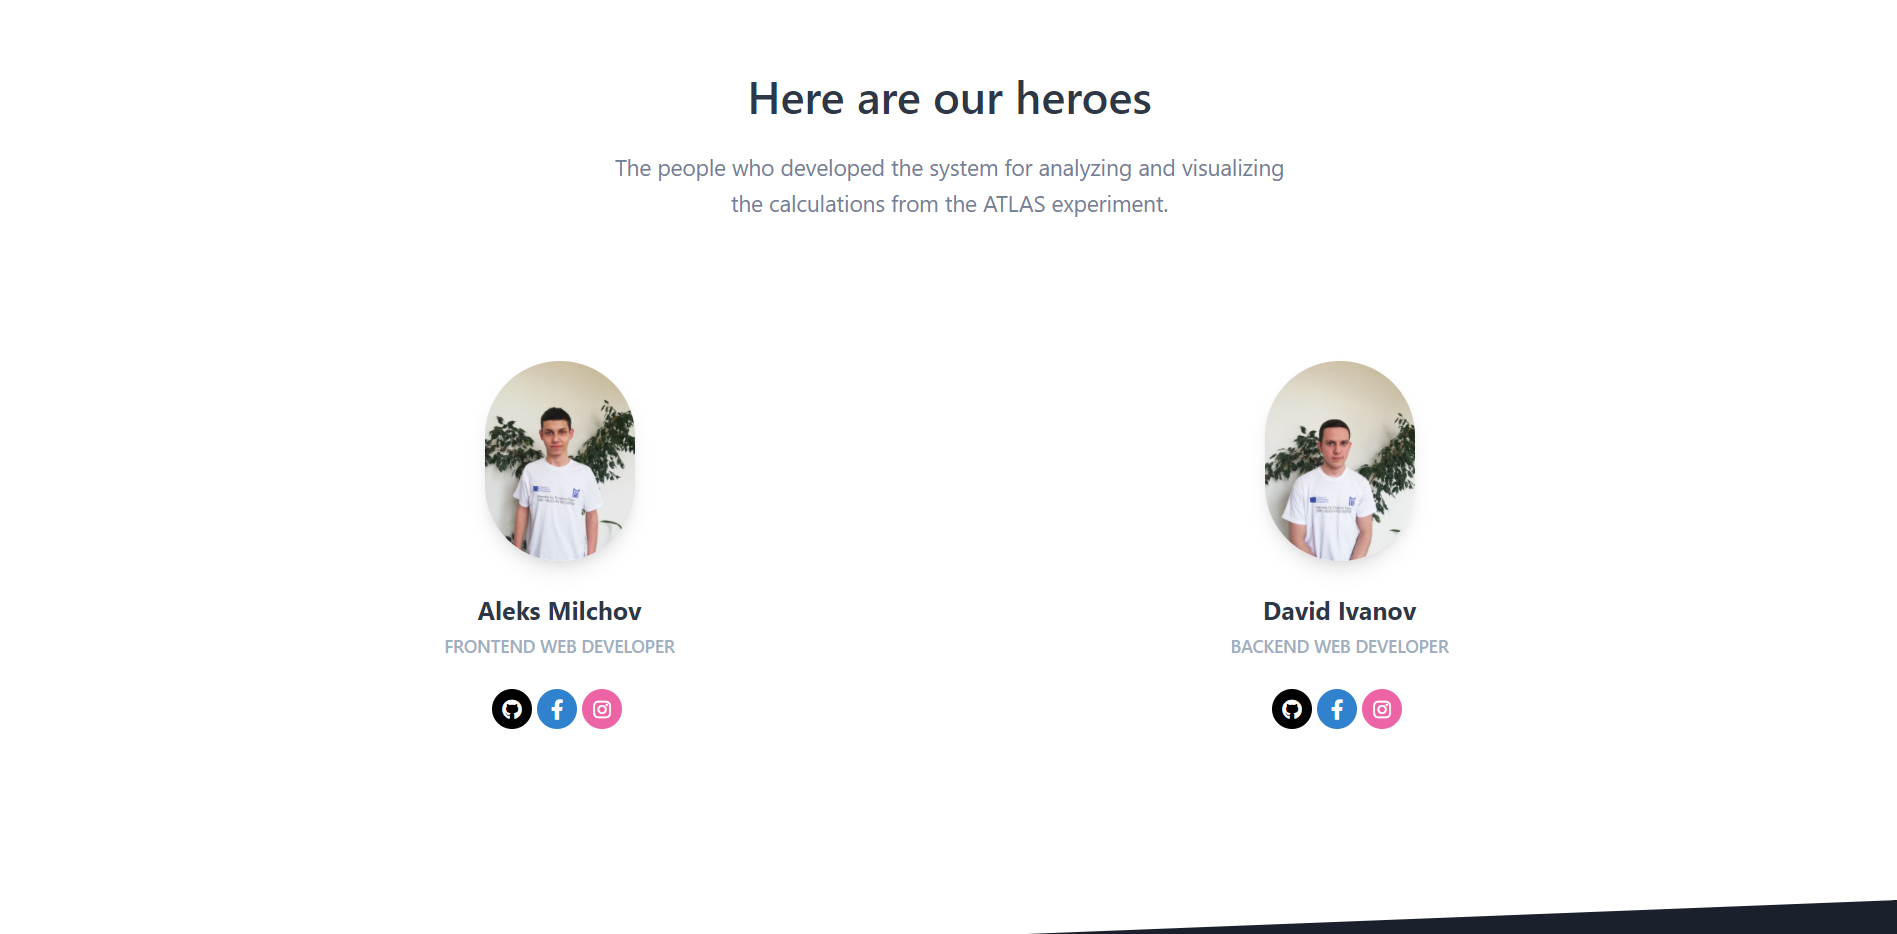 Here are our heroes
The people who developed the system for analyzing and visualizing
the calculations from the ATLAS experiment.
Aleks Milchov
FRONTEND WEB DEVELOPER
David Ivanov
BACKEND WEB DEVELOPER